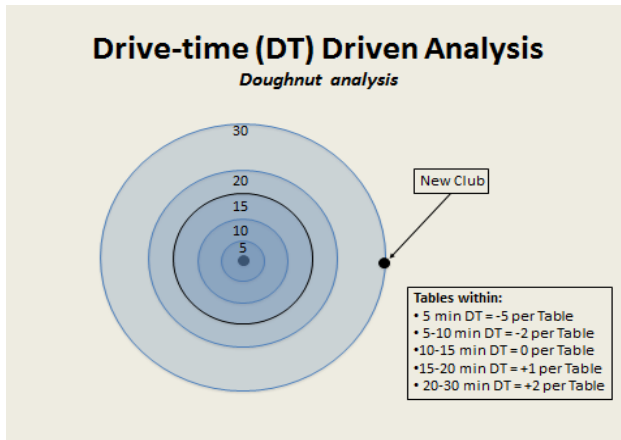 Drive-time (DT) Driven Analysis
Doughnut analysis
30
20
15
10
5
New Club
Tables within:
• 5 min DT = -5 per Table
• 5-10 min DT = -2 per Table
•10-15 min DT = 0 per Table
•15-20 min DT = +1 per Table
• 20-30 min DT = +2 per Table